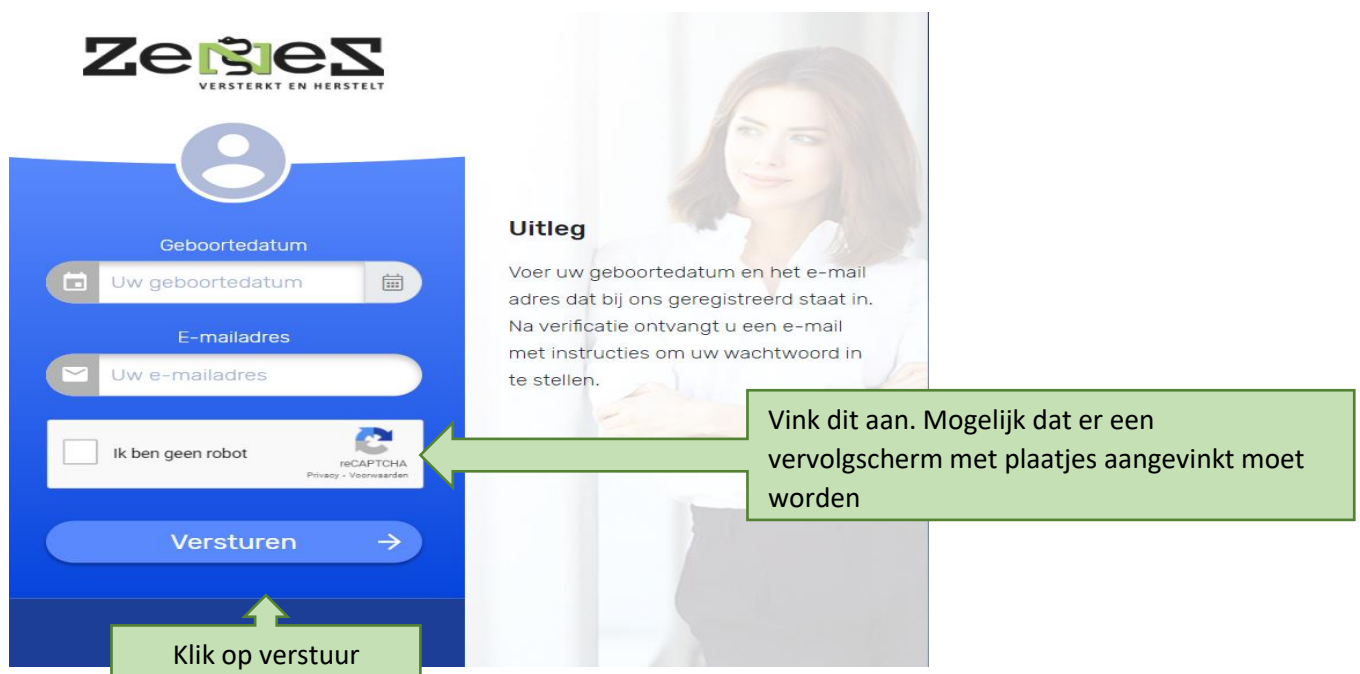 ZeNNeZ
VERSTERKT EN HERSTELT
Geboortedatum
Uw geboortedatum
E-mailadres
Uw e-mailadres
Ik ben geen robot
reCAPTCHA
Privacy - Voorwaarden
Versturen
Klik op verstuur
Uitleg
Voer uw geboortedatum en het e-mail
adres dat bij ons geregistreerd staat in.
Na verificatie ontvangt u een e-mail
met instructies om uw wachtwoord in
te stellen.
Vink dit aan. Mogelijk dat er een
vervolgscherm met plaatjes aangevinkt moet
worden